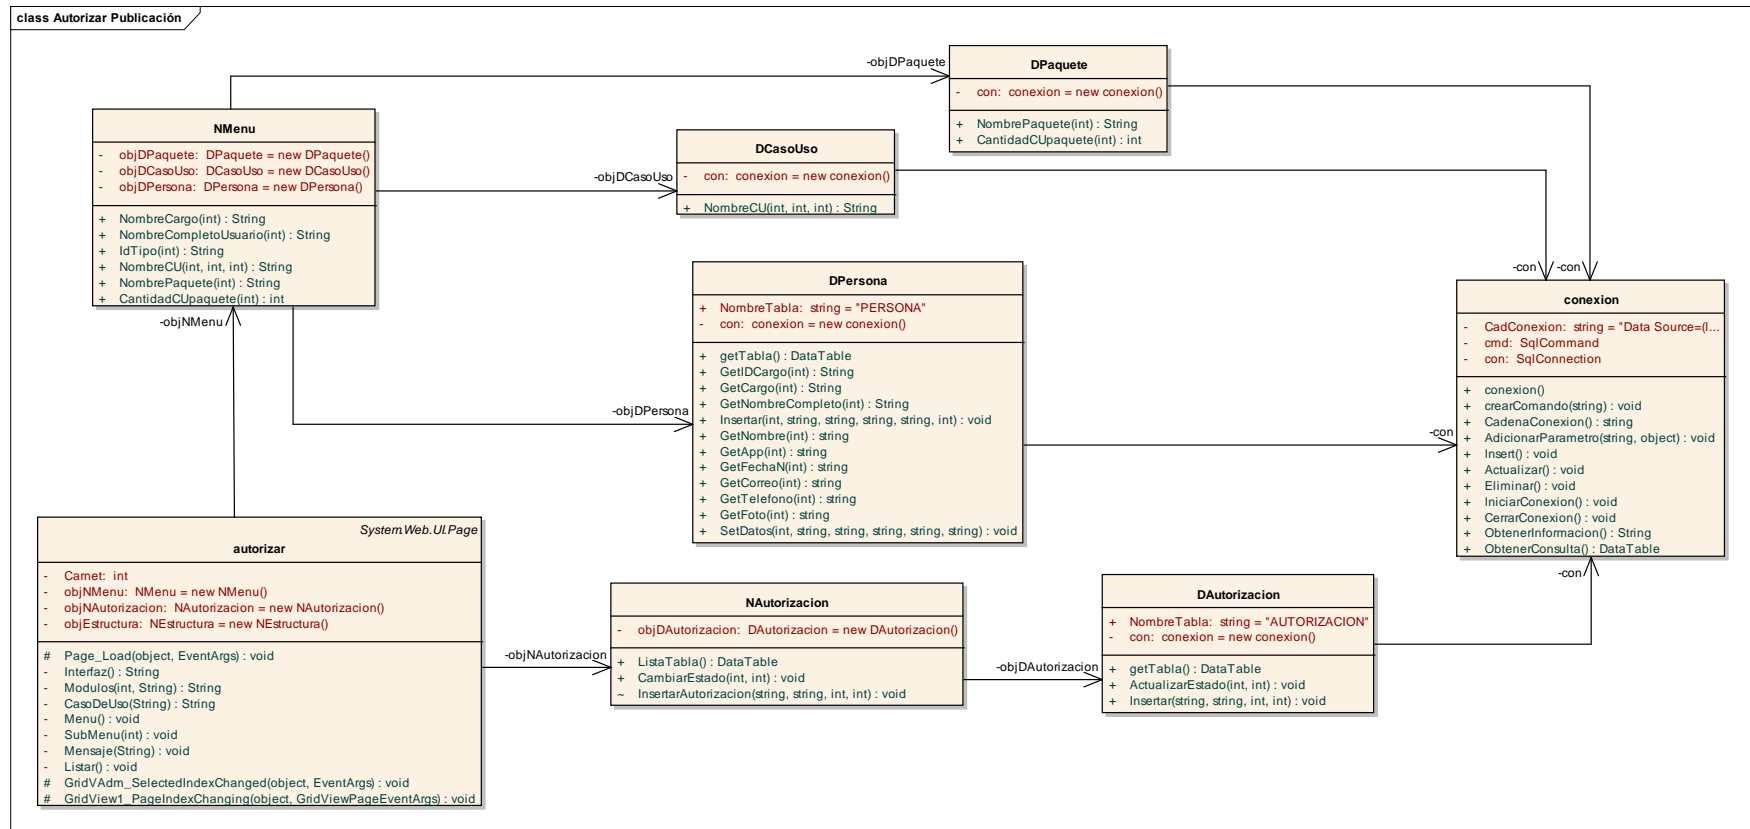 class Autorizar Publicación
-objDPaquete
DPaquete
- con: conexion = new conexion()
+ NombrePaquete(int) : String
+ CantidadCUpaquete(int) : int
NMenu
- objDPaquete: DPaquete = new DPaquete()
- objDCasoUso: DCasoUso = new DCasoUso()
- objDPersona: DPersona = new DPersona()
+ NombreCargo(int) : String
+ NombreCompletoUsuario(int) : String
+ IdTipo(int) : String
+ NombreCU(int, int, int) : String
+ NombrePaquete(int) : String
+ CantidadCUpaquete(int) : int
-objDCasoUso
DCasoUso
- con: conexion = new conexion()
+ NombreCU(int, int, int) : String
-objNMenu
-objDPersona
DPersona
+ NombreTabla: string = "PERSONA"
- con: conexion = new conexion()
+ getTabla() : DataTable
+ GetIDCargo(int) : String
+ GetCargo(int) : String
+ GetNombreCompleto(int) : String
+ Insertar(int, string, string, string, string, int) : void
+ GetNombre(int) : string
+ GetApp(int) : string
+ GetFechaN(int) : string
+ GetCorreo(int) : string
+ GetTelefono(int) : string
+ GetFoto(int) : string
+ SetDatos(int, string, string, string, string, string) : void
-con
-con
-con
conexion
- CadConexion: string = "Data Source=(l...
- cmd: SqlCommand
- con: SqlConnection
+ conexion()
+ crearComando(string) : void
+ CadenaConexion() : string
+ AdicionarParametro(string, object) : void
+ Insert() : void
+ Actualizar() : void
+ Eliminar() : void
+ IniciarConexion() : void
+ CerrarConexion() : void
+ ObtenerInformacion() : String
+ ObtenerConsulta() : DataTable
-con
System.Web.UI.Page
autorizar
- Carnet: int
- objNMenu: NMenu = new NMenu()
- objNAutorizacion: NAutorizacion = new NAutorizacion()
- objEstructura: NEstructura = new NEstructura()
# Page_Load(object, EventArgs) : void
- Interfaz() : String
- Modulos(int, String) : String
- CasoDeUso(String) : String
- Menu() : void
- SubMenu(int) : void
- Mensaje(String) : void
- Listar() : void
# GridVAdm_SelectedIndexChanged(object, EventArgs) : void
# GridView1_PageIndexChanging(object, GridViewPageEventArgs) : void
-objNAutorizacion
NAutorizacion
- objDAutorizacion: DAutorizacion = new DAutorizacion()
+ ListaTabla() : DataTable
+ CambiarEstado(int, int) : void
~ InsertarAutorizacion(string, string, int, int) : void
-objDAutorizacion
DAutorizacion
+ NombreTabla: string = "AUTORIZACION"
- con: conexion = new conexion()
+ getTabla() : DataTable
+ ActualizarEstado(int, int) : void
+ Insertar(string, string, int, int) : void